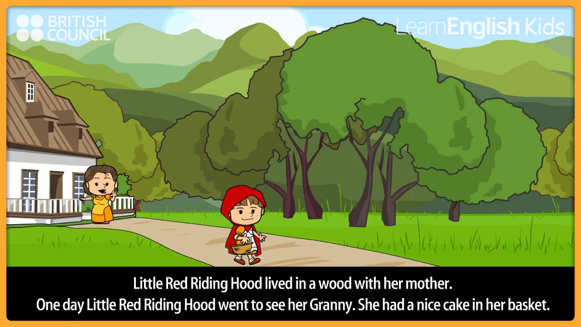 BRITISH
COUNCIL
LearnEnglish Kids
Little Red Riding Hood lived in a wood with her mother.
One day Little Red Riding Hood went to see her Granny. She had a nice cake in her basket.